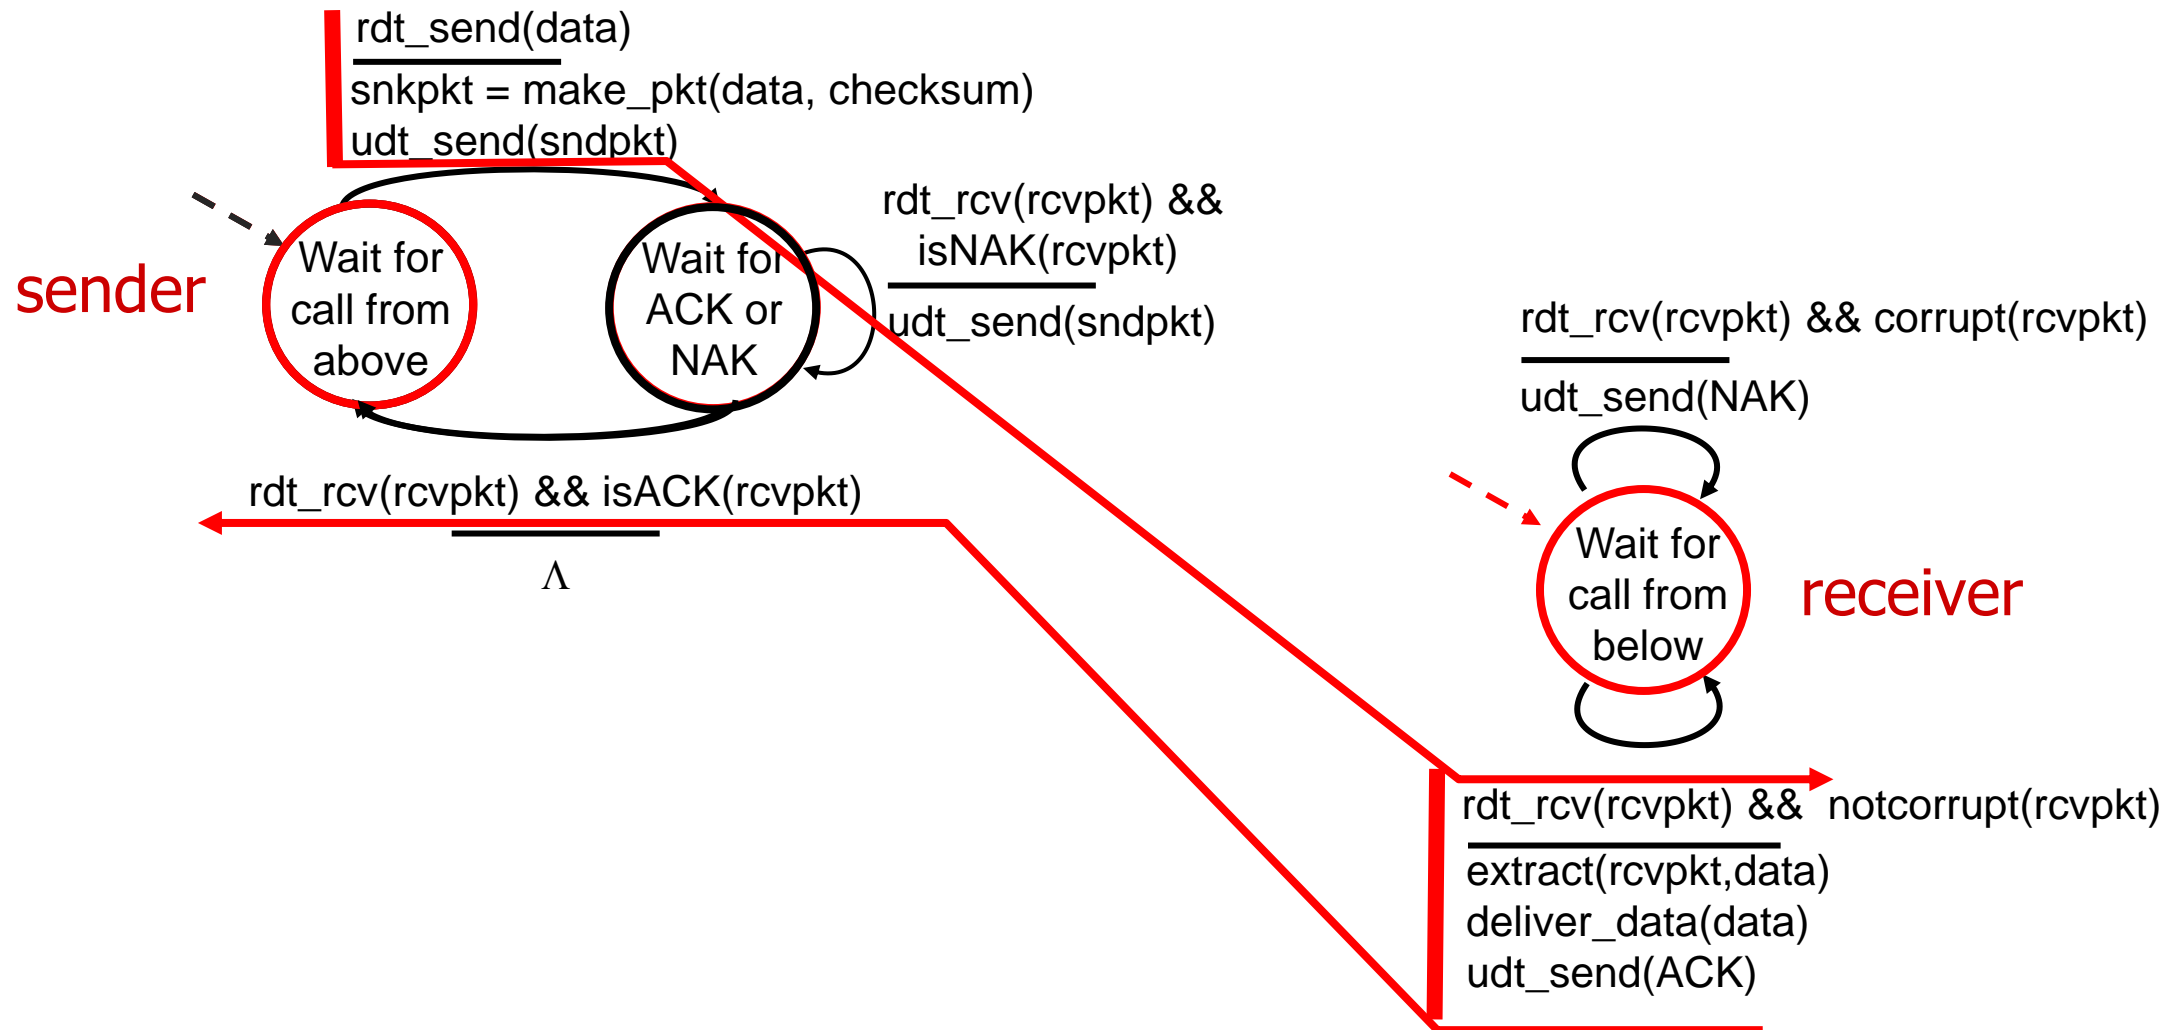 rdt_send(data)
snkpkt = make_pkt(data, checksum)
udt_send(sndpkt)
sender
Wait for
call from
above
Wait for
ACK or
NAK
rdt_rcv(rcvpkt) &&
isNAK(rcvpkt)
udt_send(sndpkt)
rdt_rcv(rcvpkt) && isACK(rcvpkt)
Λ
rdt_rcv(rcvpkt) && corrupt(rcvpkt)
udt_send(NAK)
Wait for
call from
below
receiver
rdt_rcv(rcvpkt) && notcorrupt(rcvpkt)
extract(rcvpkt,data)
deliver_data(data)
udt_send(ACK)